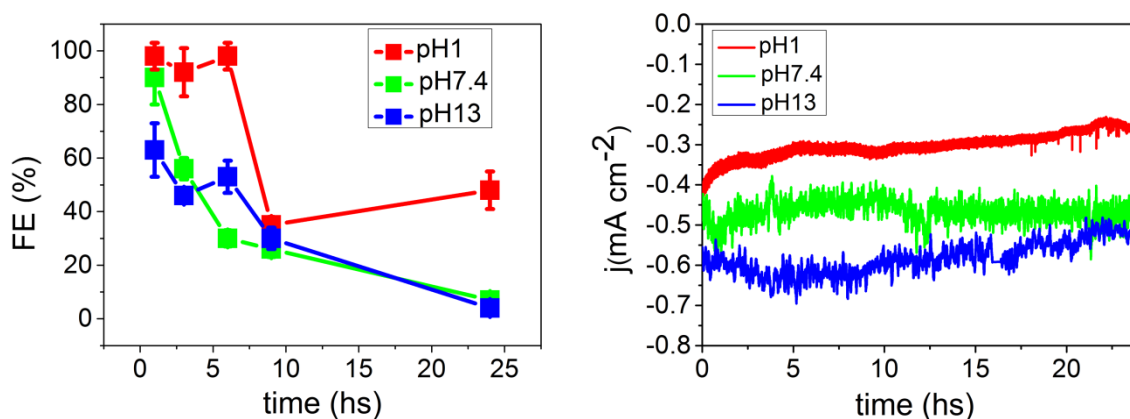 FE (%)
100
80
60
40
20
0
pH1
pH7.4
pH13
0 5 10 15 20 25
time (hs)
j(mA cm⁻²)
0.0
-0.1
-0.2
-0.3
-0.4
-0.5
-0.6
-0.7
-0.8
pH1
pH7.4
pH13
0 5 10 15 20
time (hs)